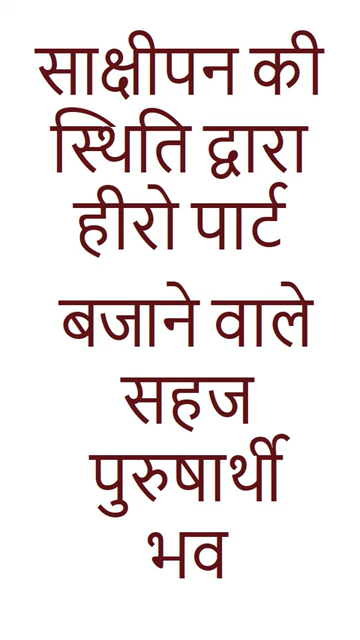 साक्षीपन की
स्थिति द्वारा
हीरो पार्ट
बजाने वाले
सहज
पुरुषार्थी
भव